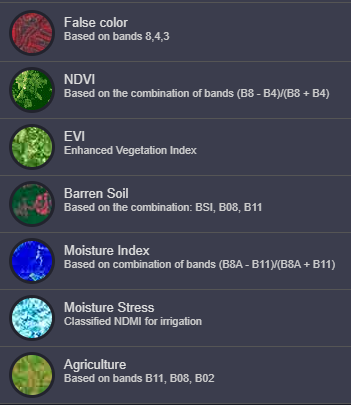 False color
Based on bands 8,4,3
NDVI
Based on the combination of bands (B8 - B4)/(B8 + B4)
EVI
Enhanced Vegetation Index
Barren Soil
Based on the combination: BSI, B08, B11
Moisture Index
Based on combination of bands (B8A - B11)/(B8A + B11)
Moisture Stress
Classified NDMI for irrigation
Agriculture
Based on bands B11, B08, B02